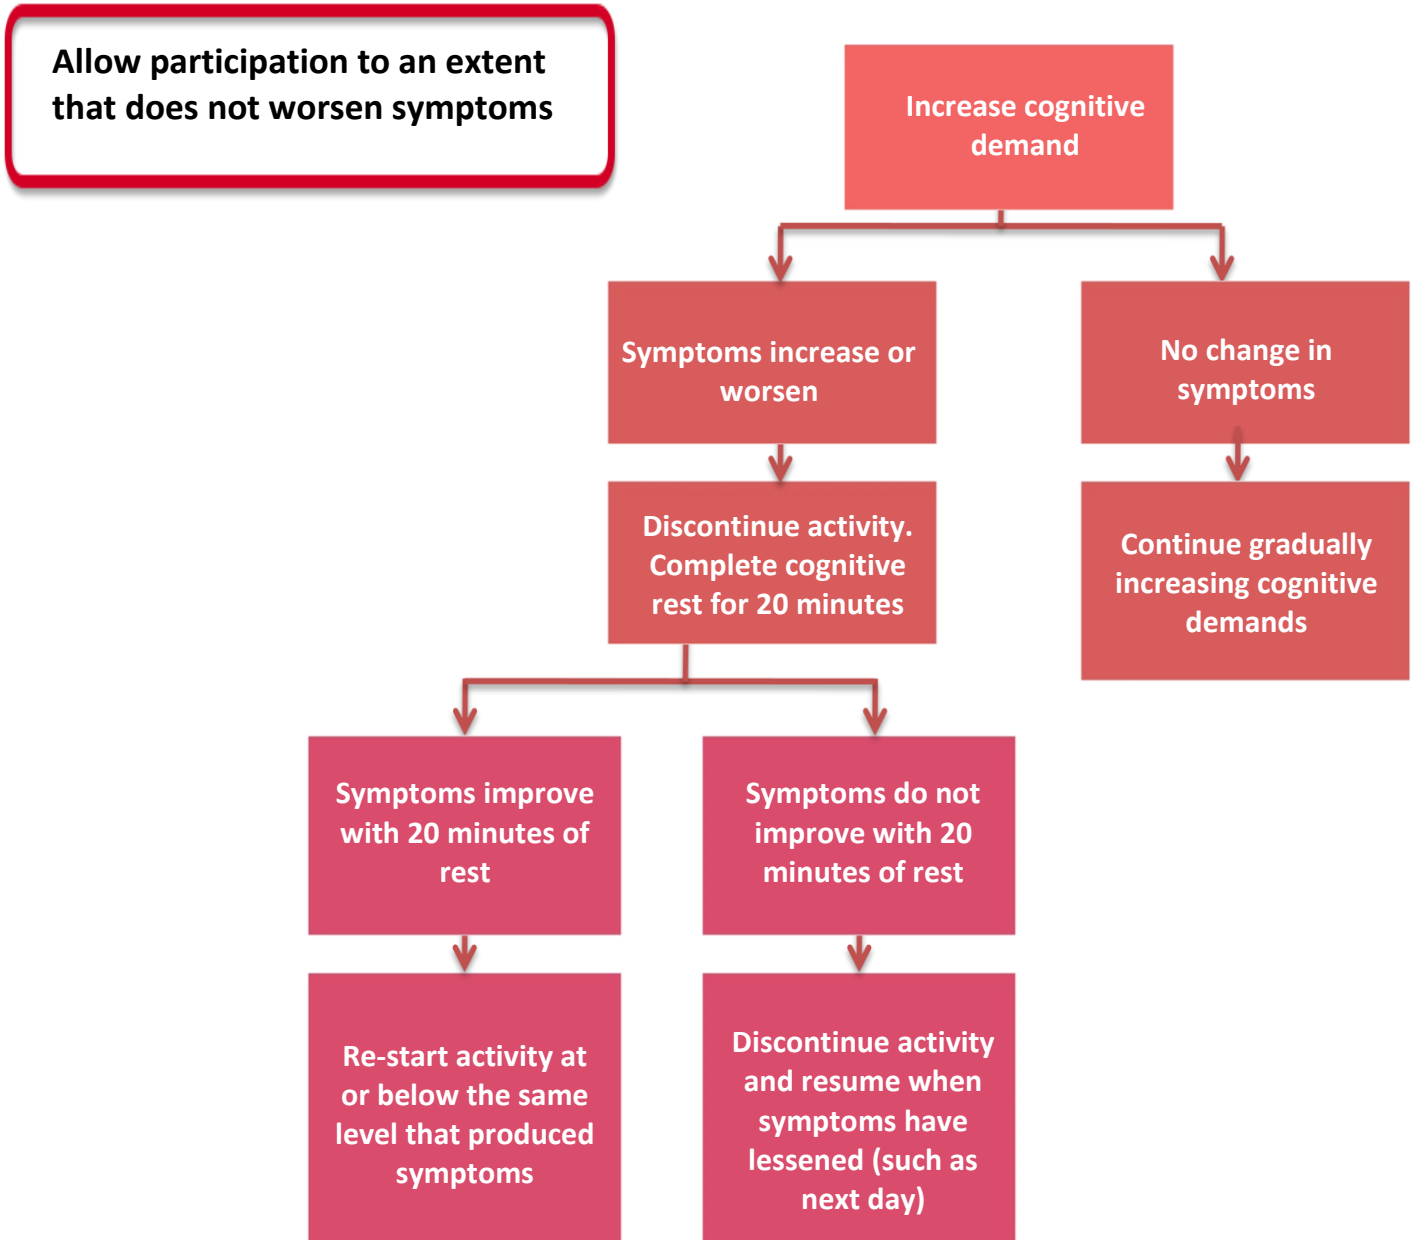 Allow participation to an extent
that does not worsen symptoms
Increase cognitive
demand
Symptoms increase or
worsen
No change in
symptoms
Discontinue activity.
Complete cognitive
rest for 20 minutes
Continue gradually
increasing cognitive
demands
Symptoms improve
with 20 minutes of
rest
Symptoms do not
improve with 20
minutes of rest
Re-start activity at
or below the same
level that produced
symptoms
Discontinue activity
and resume when
symptoms have
lessened (such as
next day)